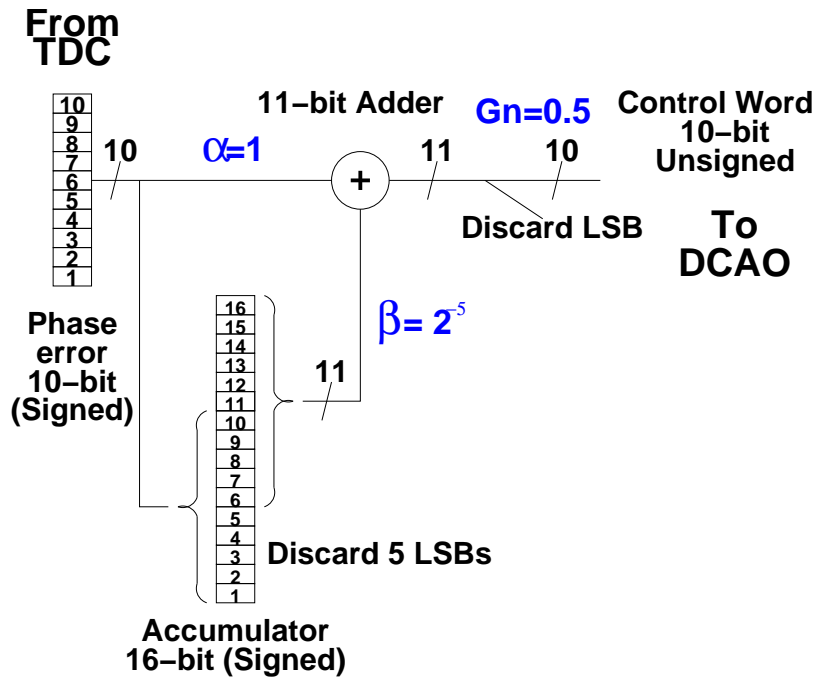 From
TDC
10
9
8
7
6
5
4
3
2
1
10
α=1
11−bit Adder
+
11
Gn=0.5
10
Discard LSB
Control Word
10−bit
Unsigned
To
DCAO
Phase
error
10−bit
(Signed)
16
15
14
13
12
11
10
9
8
7
6
5
4
3
2
1
11
β= 2⁻⁵
Discard 5 LSBs
Accumulator
16−bit (Signed)